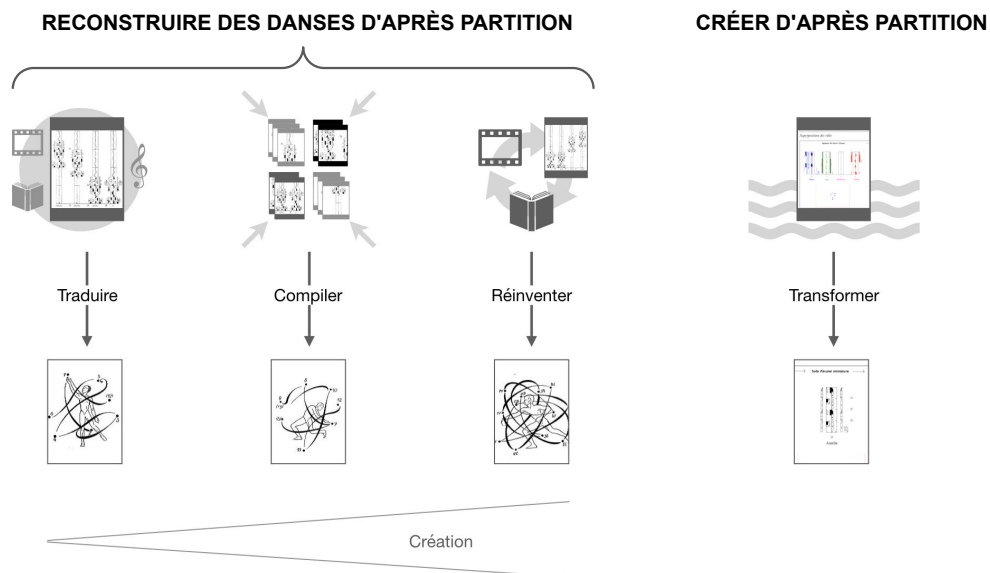 RECONSTRUIRE DES DANSES D'APRÈS PARTITION
CRÉER D'APRÈS PARTITION
Traduire
Compiler
Réinventer
Transformer
Création